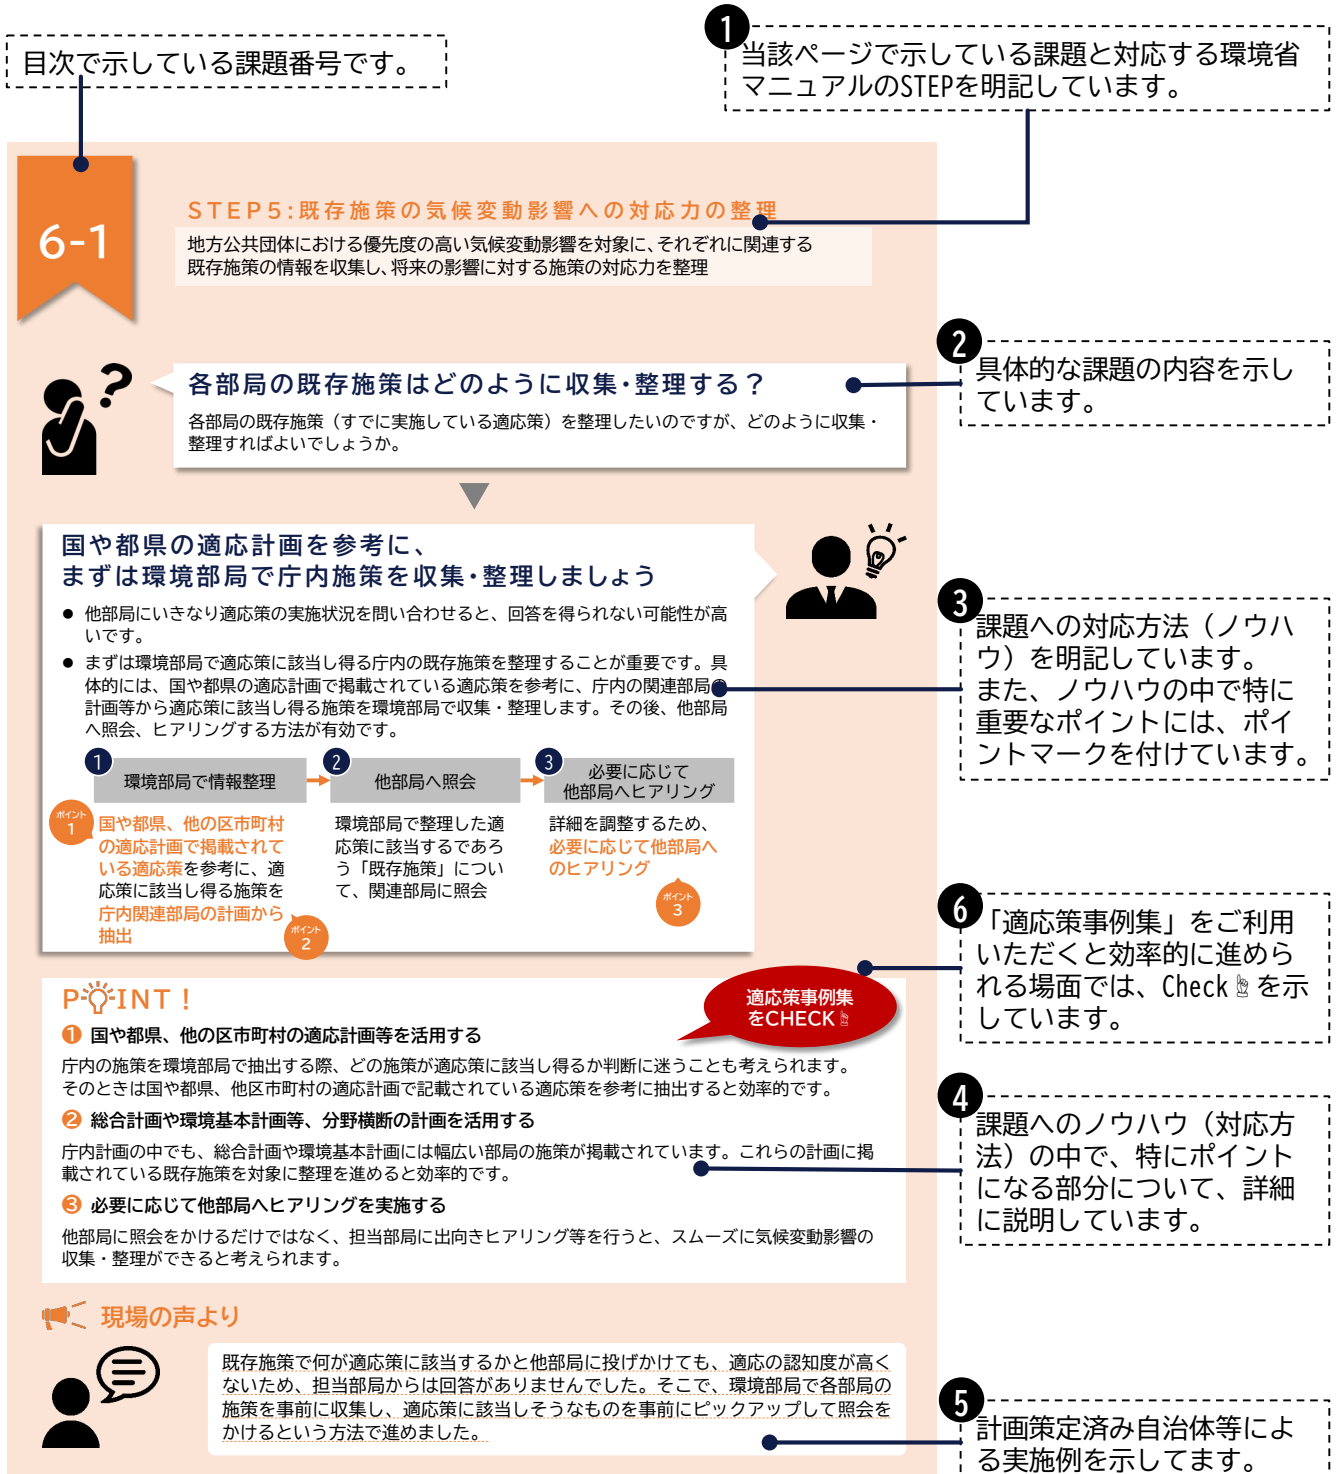 目次で示している課題番号です。
1
当該ページで示している課題と対応する環境省
マニュアルのSTEPを明記しています。
6-1
STEP5:既存施策の気候変動影響への対応力の整理
地方公共団体における優先度の高い気候変動影響を対象に、それぞれに関連する
既存施策の情報を収集し、将来の影響に対する施策の対応力を整理
?
各部局の既存施策はどのように収集・整理する？
各部局の既存施策（すでに実施している適応策）を整理したいのですが、どのように収集・
整理すればよいでしょうか。
2
具体的な課題の内容を示し
ています。
国や都県の適応計画を参考に、
まずは環境部局で庁内施策を収集・整理しましょう
● 他部局にいきなり適応策の実施状況を問い合わせると、回答を得られない可能性が高
いです。
● まずは環境部局で適応策に該当し得る庁内の既存施策を整理することが重要です。具
体的には、国や都県の適応計画で掲載されている適応策を参考に、庁内の関連部局の
計画等から適応策に該当し得る施策を環境部局で収集・整理します。その後、他部局
へ照会、ヒアリングする方法が有効です。
3
課題への対応方法（ノウハ
ウ）を明記しています。
また、ノウハウの中で特に
重要なポイントには、ポイ
ントマークを付けています。
1
環境部局で情報整理
2
他部局へ照会
3
必要に応じて
他部局へヒアリング
ポイント
1
国や都県、他の区市町村
の適応計画で掲載されて
いる適応策を参考に、適
応策に該当し得る施策を
庁内関連部局の計画から
抽出
ポイント
2
環境部局で整理した適
応策に該当するであろ
う「既存施策」につい
て、関連部局に照会
詳細を調整するため、
必要に応じて他部局へ
のヒアリング
ポイント
3
6
「適応策事例集」をご利用
いただくと効率的に進めら
れる場面では、Check☝を示
しています。
POINT！
適応策事例集
をCHECK☝
❶ 国や都県、他の区市町村の適応計画等を活用する
庁内の施策を環境部局で抽出する際、どの施策が適応策に該当し得るか判断に迷うことも考えられます。
そのときは国や都県、他区市町村の適応計画で記載されている適応策を参考に抽出すると効率的です。
❷ 総合計画や環境基本計画等、分野横断の計画を活用する
庁内計画の中でも、総合計画や環境基本計画には幅広い部局の施策が掲載されています。これらの計画に掲
載されている既存施策を対象に整理を進めると効率的です。
❸ 必要に応じて他部局へヒアリングを実施する
他部局に照会をかけるだけではなく、担当部局に出向きヒアリング等を行うと、スムーズに気候変動影響の
収集・整理ができると考えられます。
4
課題へのノウハウ（対応方
法）の中で、特にポイント
になる部分について、詳細
に説明しています。
現場の声より
既存施策で何が適応策に該当するかと他部局に投げかけても、適応の認知度が高く
ないため、担当部局からは回答がありませんでした。そこで、環境部局で各部局の
施策を事前に収集し、適応策に該当しそうなものを事前にピックアップして照会を
かけるという方法で進めました。
5
計画策定済み自治体等によ
る実施例を示してます。